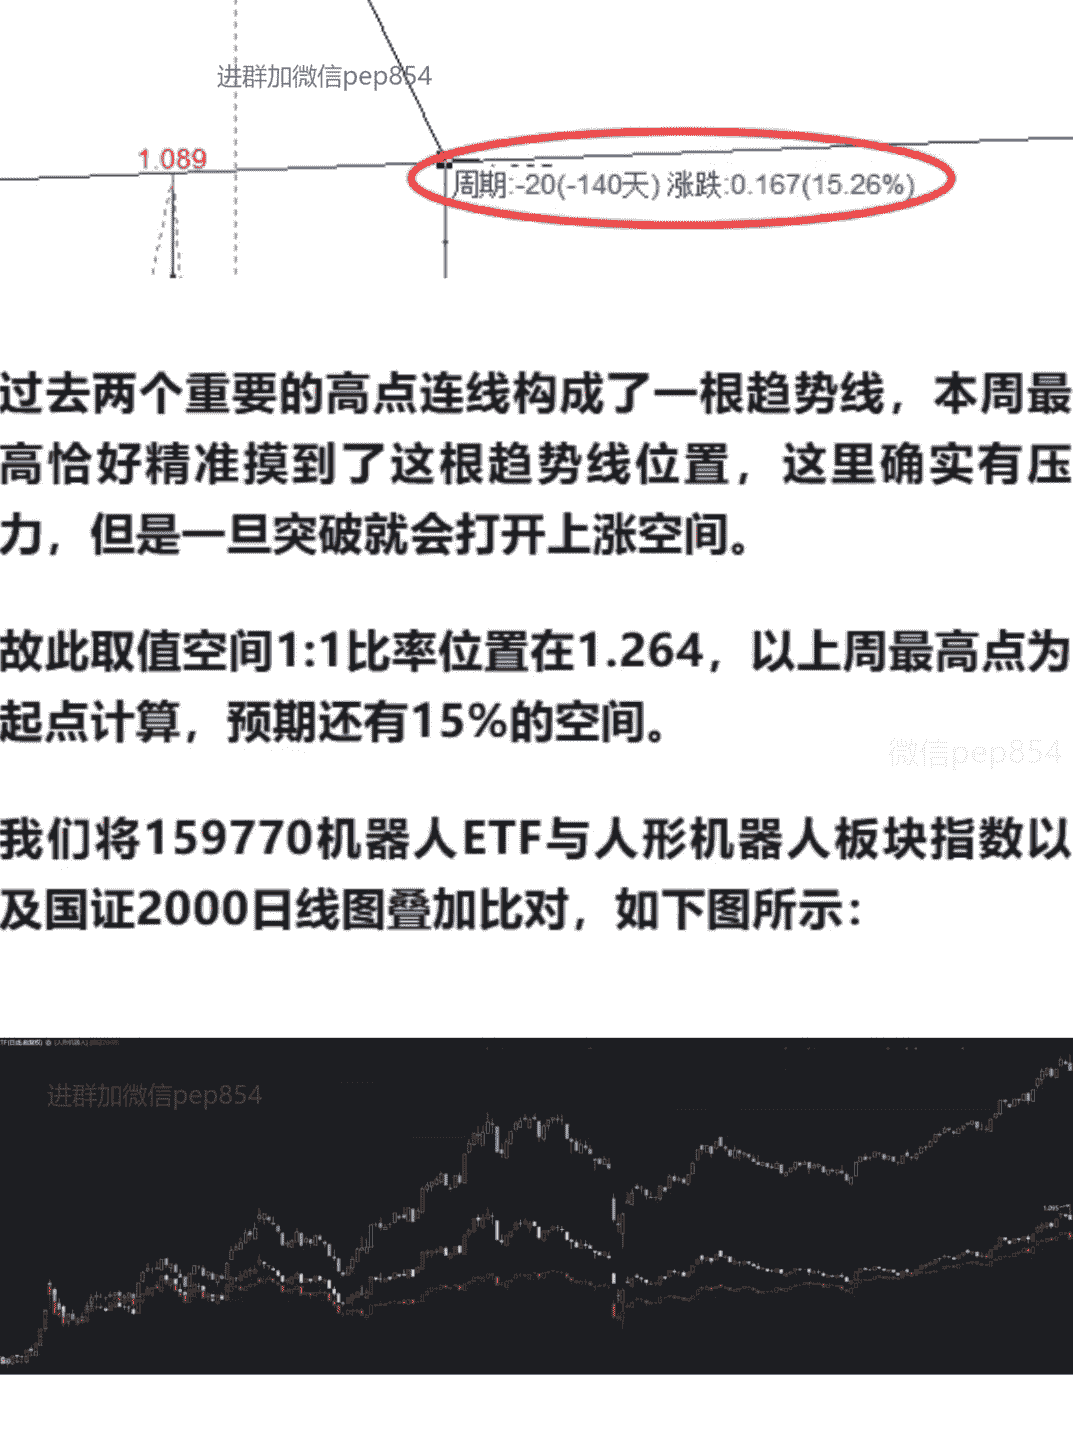 进群加微信pep854
1.089
周期:-20(-140天) 涨跌:0.167(15.26%)
过去两个重要的高点连线构成了一根趋势线，本周最
高恰好精准摸到了这根趋势线位置，这里确实有压
力，但是一旦突破就会打开上涨空间。
故此取值空间1:1比率位置在1.264，以上周最高点为
起点计算，预期还有15%的空间。
微信pep854
我们将159770机器人ETF与人形机器人板块指数以
及国证2000日线图叠加比对，如下图所示：
进群加微信pep854
1.095